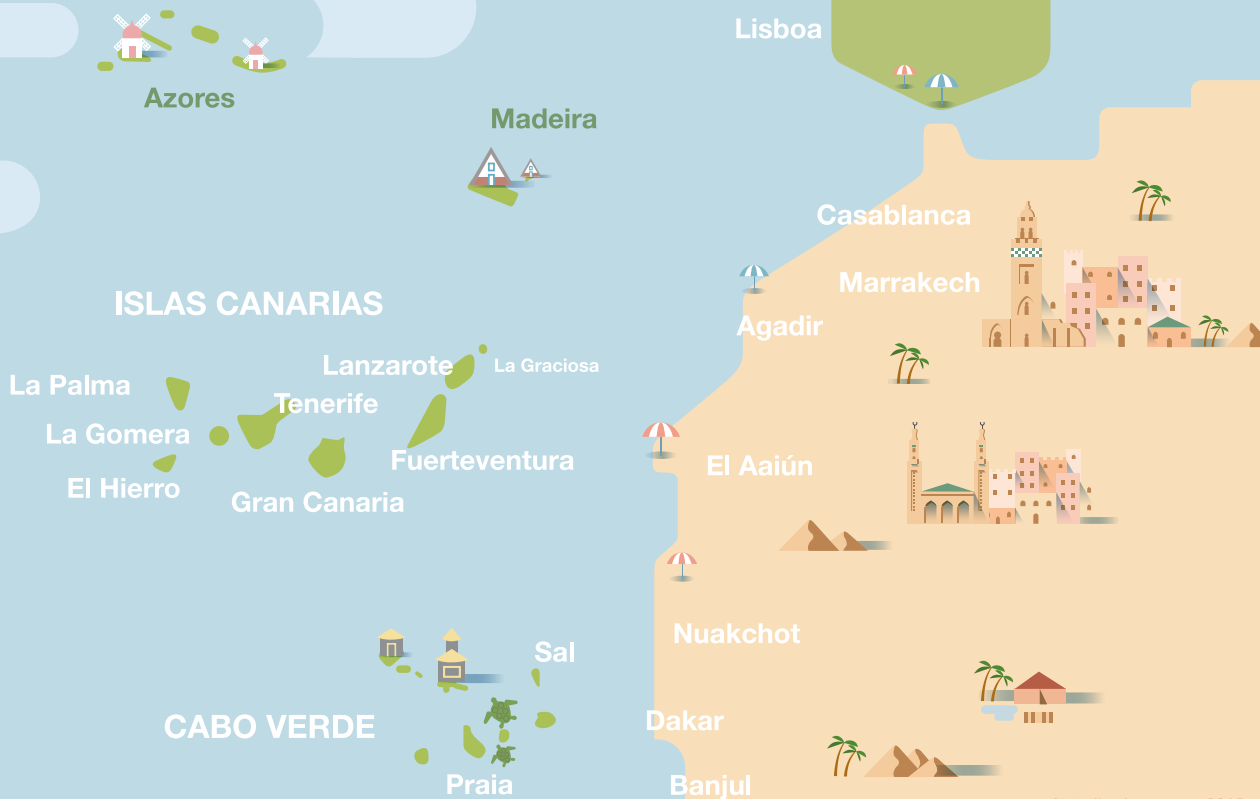 Lisboa
Azores
Madeira
Casablanca
Marrakech
ISLAS CANARIAS
Agadir
Lanzarote
La Graciosa
La Palma
Tenerife
La Gomera
Fuerteventura
El Aaiún
El Hierro
Gran Canaria
Nuakchot
Sal
Dakar
CABO VERDE
Praia
Banjul